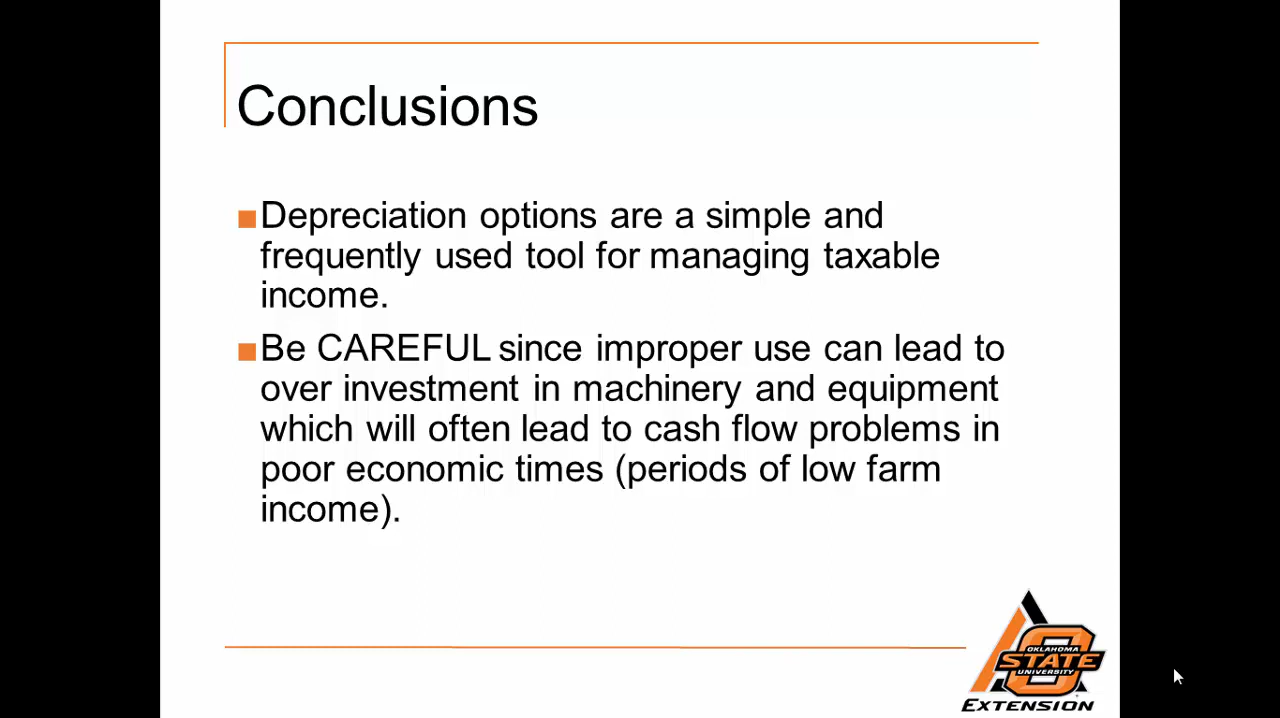 Conclusions
Depreciation options are a simple and
frequently used tool for managing taxable
income.
Be CAREFUL since improper use can lead to
over investment in machinery and equipment
which will often lead to cash flow problems in
poor economic times (periods of low farm
income).
OKLAHOMA
STATE
UNIVERSITY
EXTENSION